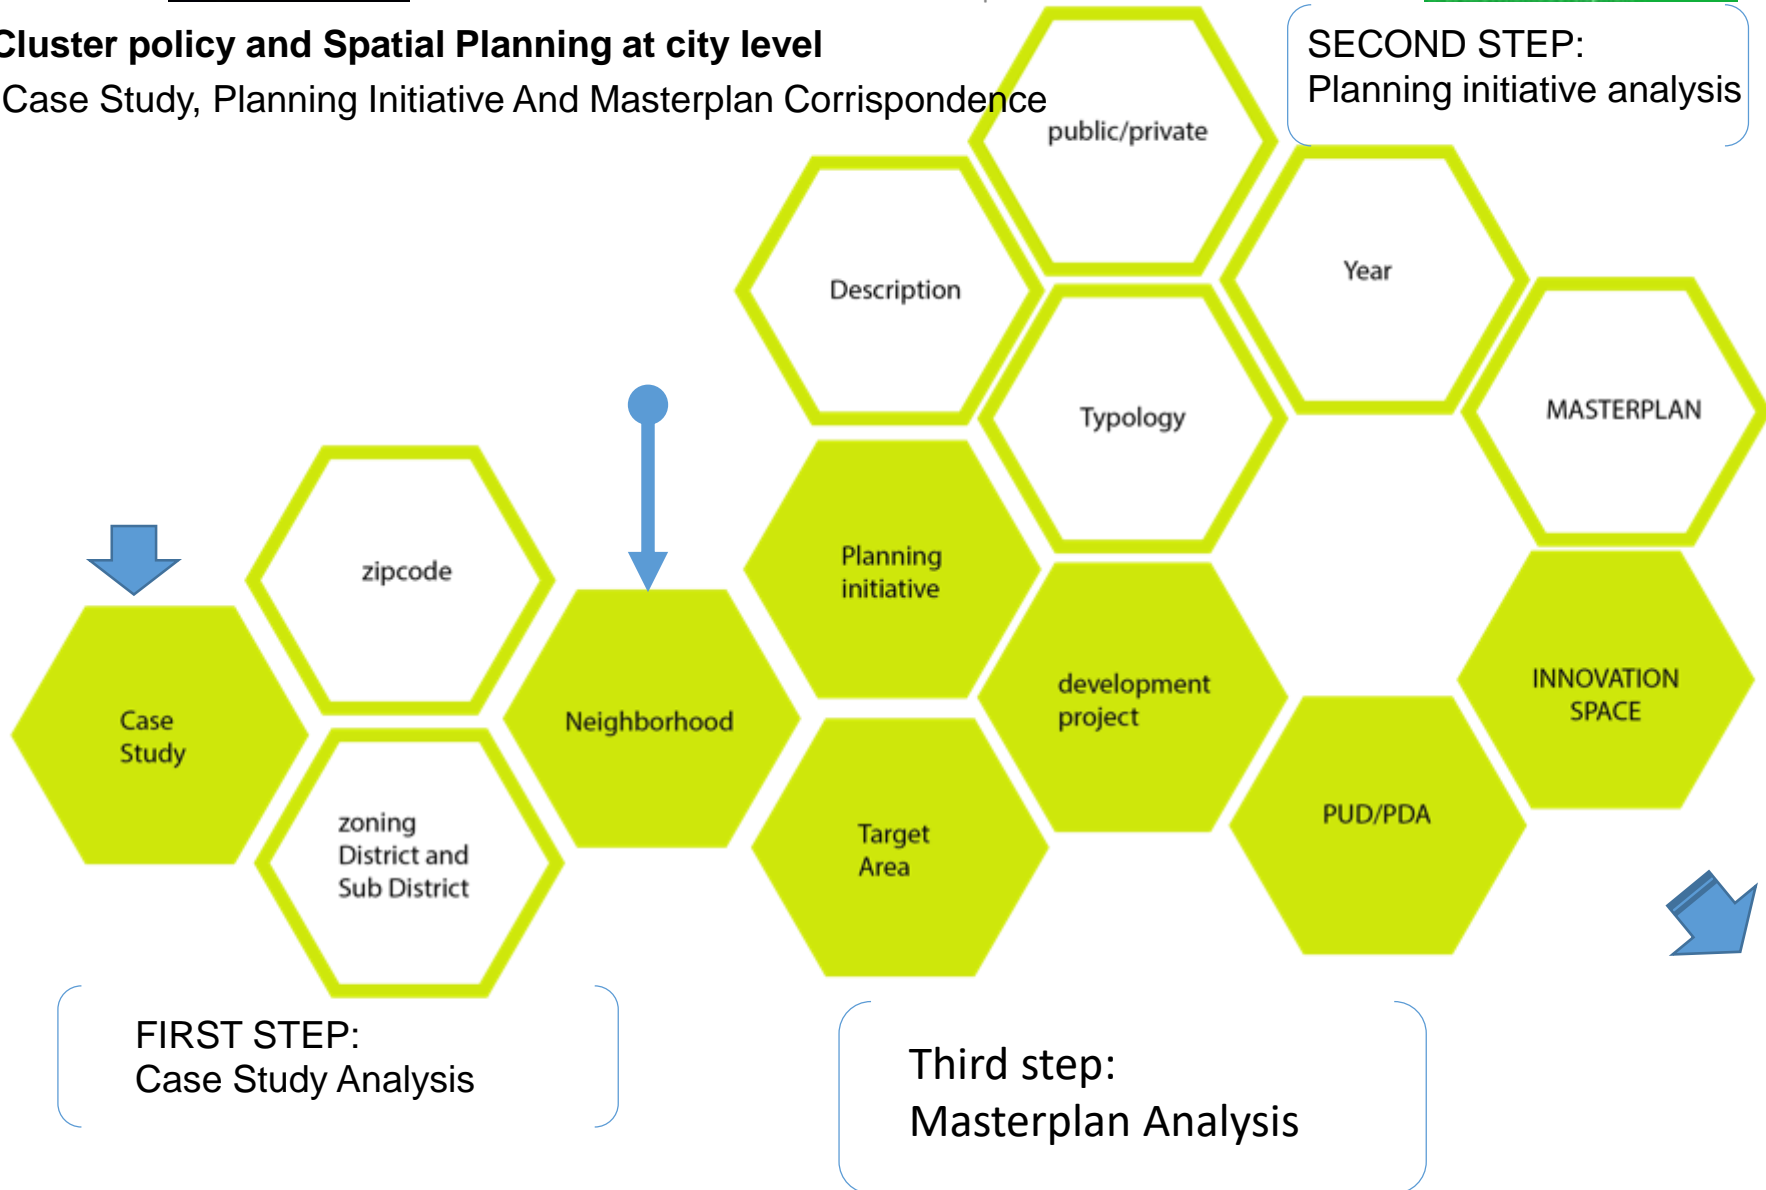 Cluster policy and Spatial Planning at city level
Case Study, Planning Initiative And Masterplan Corrispondence
SECOND STEP:
Planning initiative analysis
public/private
Description
Year
Typology
MASTERPLAN
zipcode
Planning
initiative
Case
Study
Neighborhood
development
project
INNOVATION
SPACE
zoning
District and
Sub District
Target
Area
PUD/PDA
FIRST STEP:
Case Study Analysis
Third step:
Masterplan Analysis